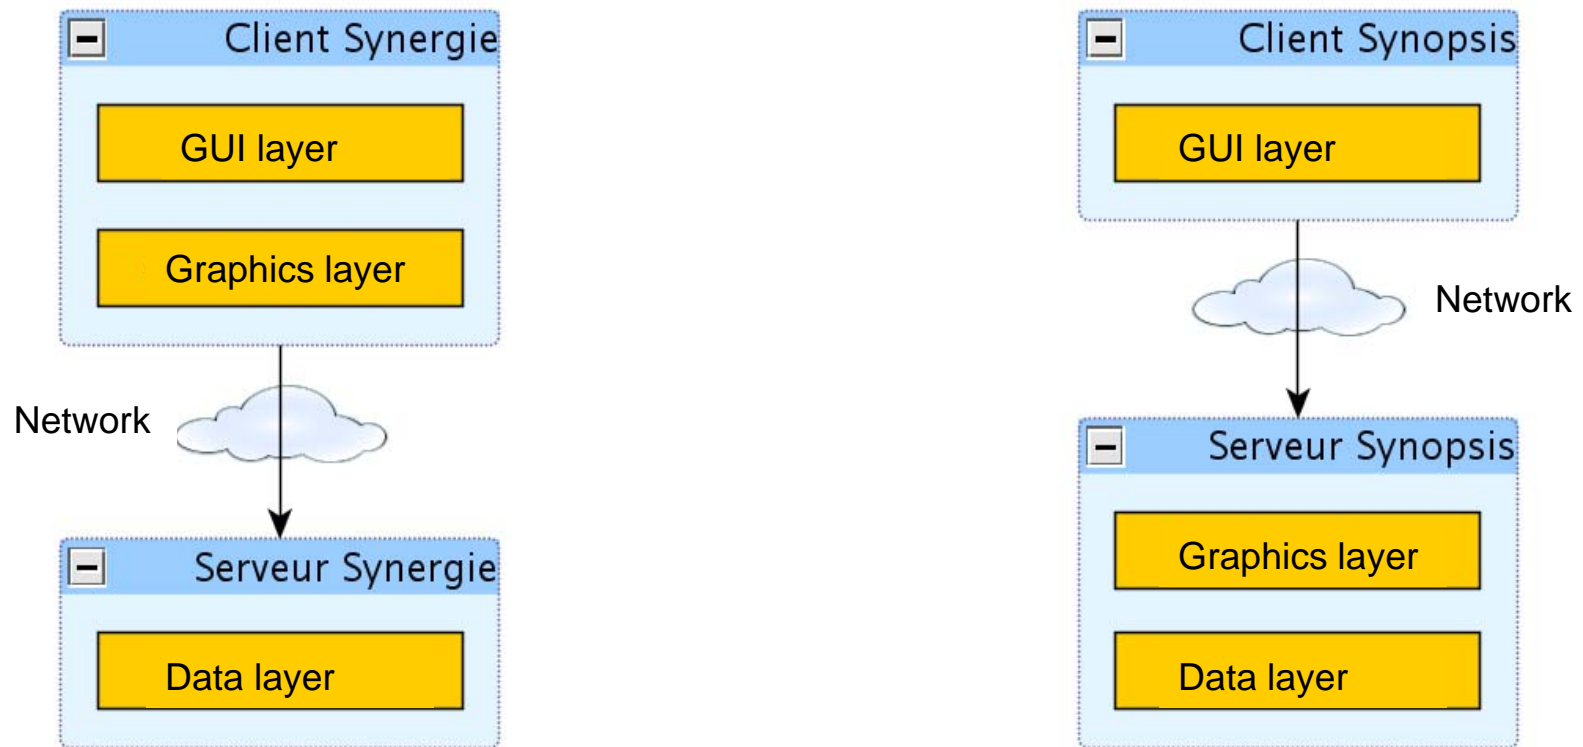 Client Synergie
GUI layer
Graphics layer
Network
Serveur Synergie
Data layer
Client Synopsis
GUI layer
Network
Serveur Synopsis
Graphics layer
Data layer